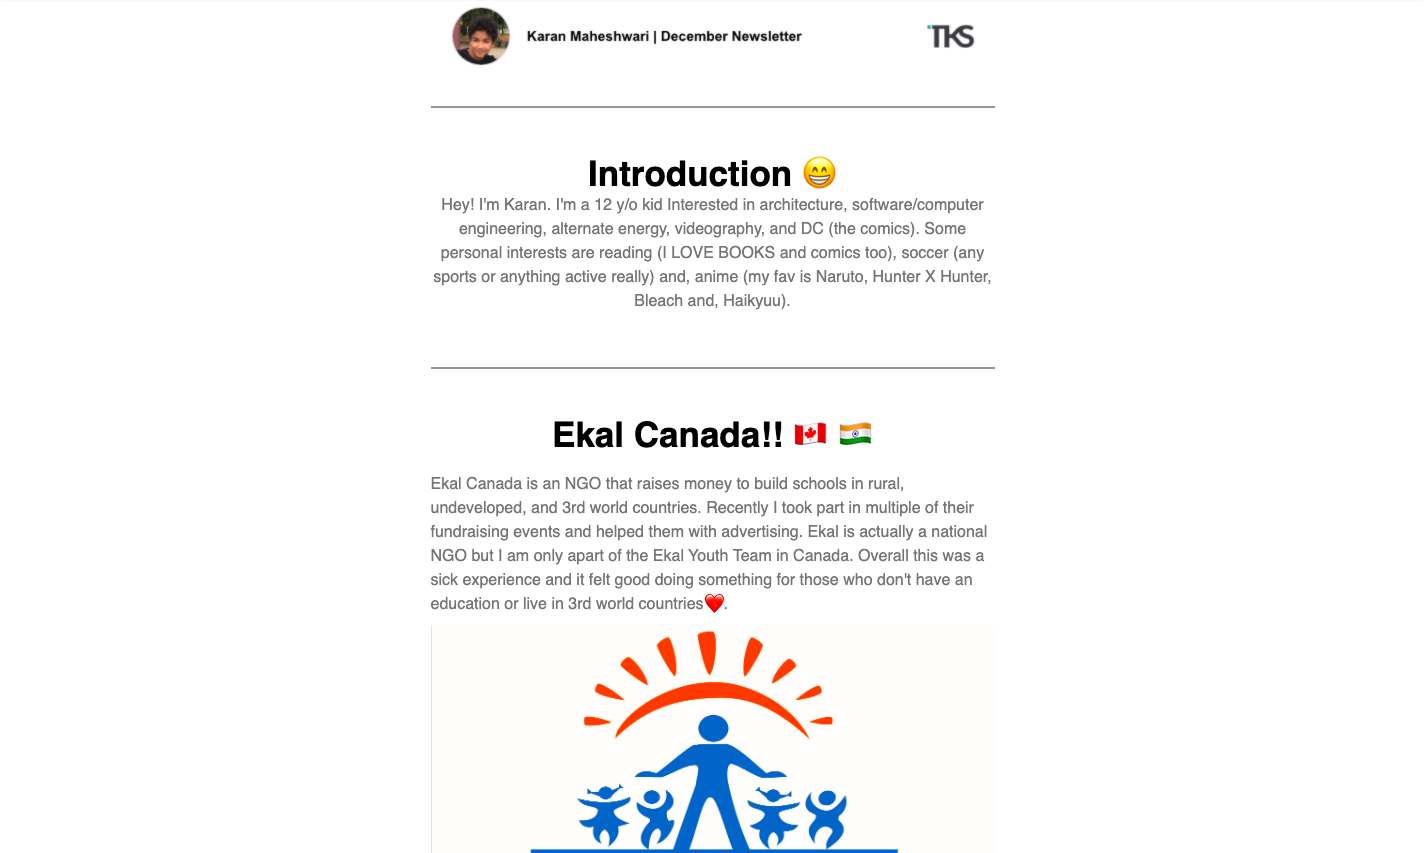 Karan Maheshwari | December Newsletter
TKS
Introduction 😁
Hey! I'm Karan. I'm a 12 y/o kid Interested in architecture, software/computer
engineering, alternate energy, videography, and DC (the comics). Some
personal interests are reading (I LOVE BOOKS and comics too), soccer (any
sports or anything active really) and, anime (my fav is Naruto, Hunter X Hunter,
Bleach and, Haikyuu).
Ekal Canada!! 🇨🇦 🇮🇳
Ekal Canada is an NGO that raises money to build schools in rural,
undeveloped, and 3rd world countries. Recently I took part in multiple of their
fundraising events and helped them with advertising. Ekal is actually a national
NGO but I am only apart of the Ekal Youth Team in Canada. Overall this was a
sick experience and it felt good doing something for those who don't have an
education or live in 3rd world countries❤️.